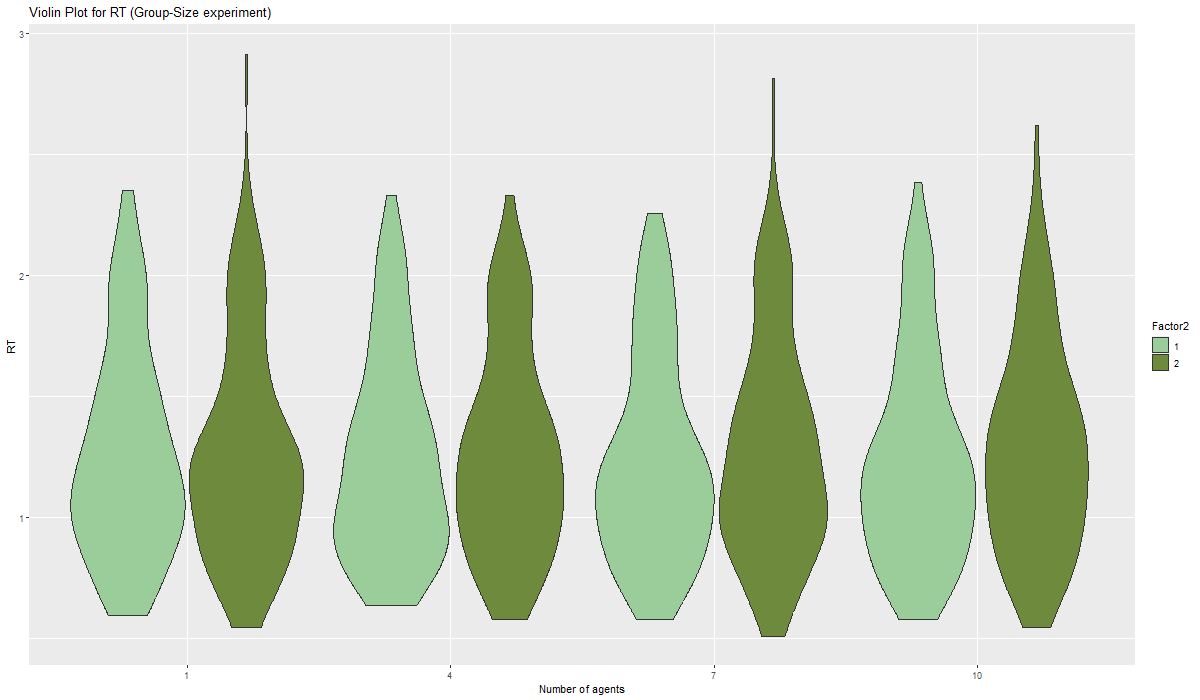 Violin Plot for RT (Group-Size experiment)
3
2
1
RT
1 4 7 10
Number of agents
Factor2
1
2